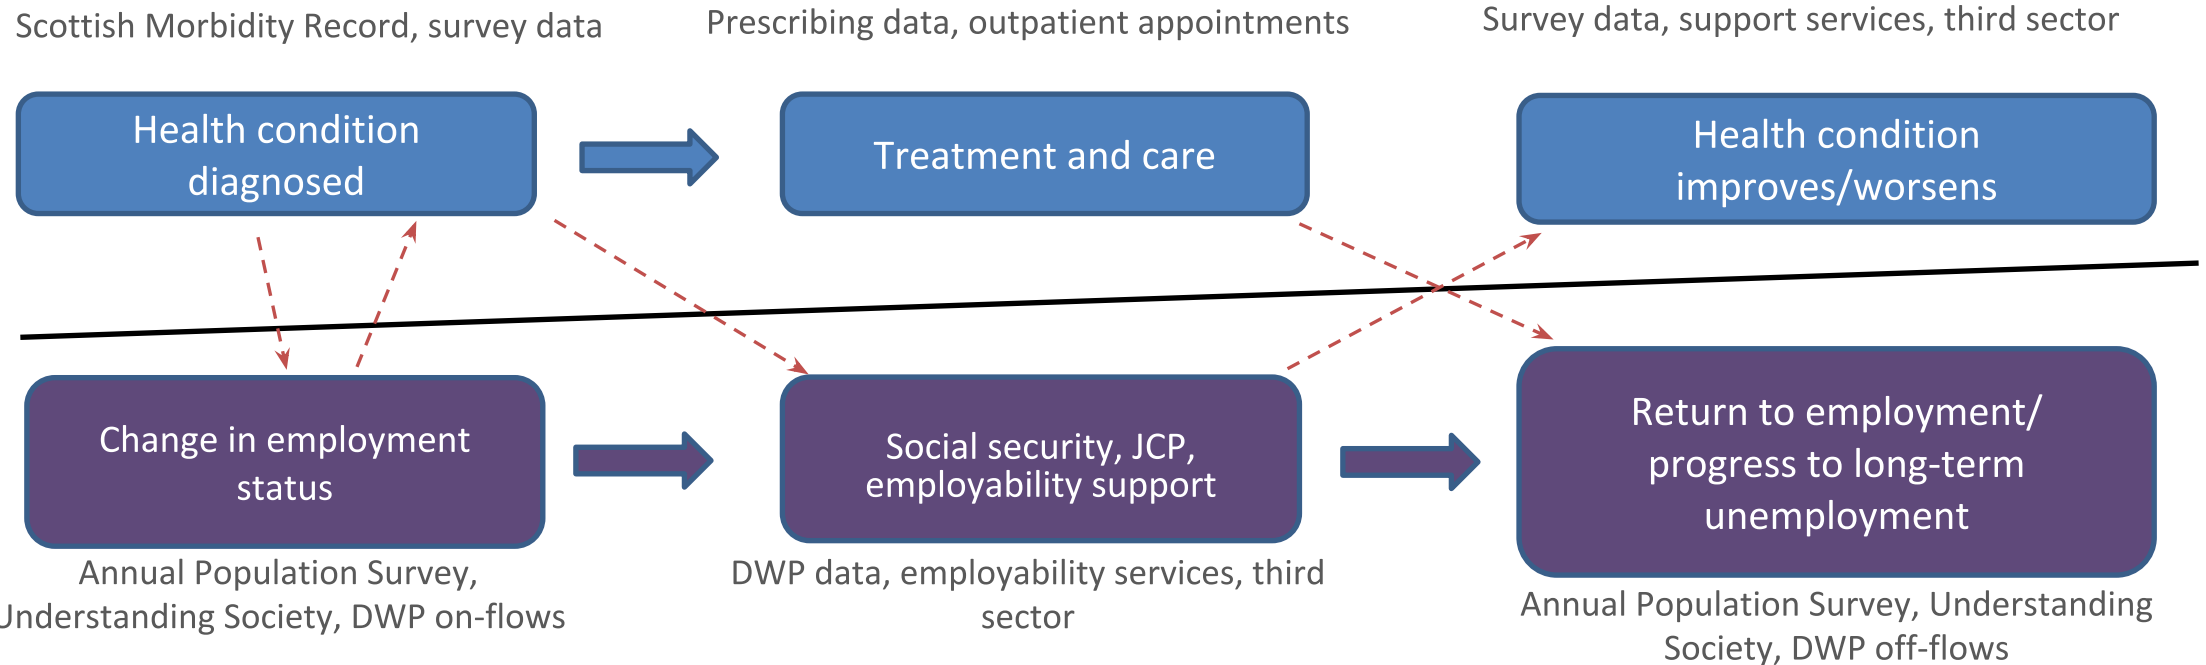 Scottish Morbidity Record, survey data
Prescribing data, outpatient appointments
Survey data, support services, third sector
Health condition
diagnosed
Treatment and care
Health condition
improves/worsens
Change in employment
status
Social security, JCP,
employability support
Return to employment/
progress to long-term
unemployment
Annual Population Survey,
Understanding Society, DWP on-flows
DWP data, employability services, third
sector
Annual Population Survey, Understanding
Society, DWP off-flows